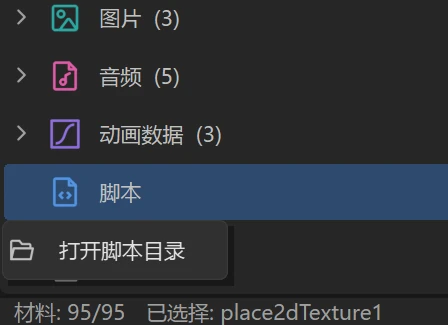 图片 (3)
音频 (5)
动画数据 (3)
脚本
打开脚本目录
材料: 95/95 已选择: place2dTexture1